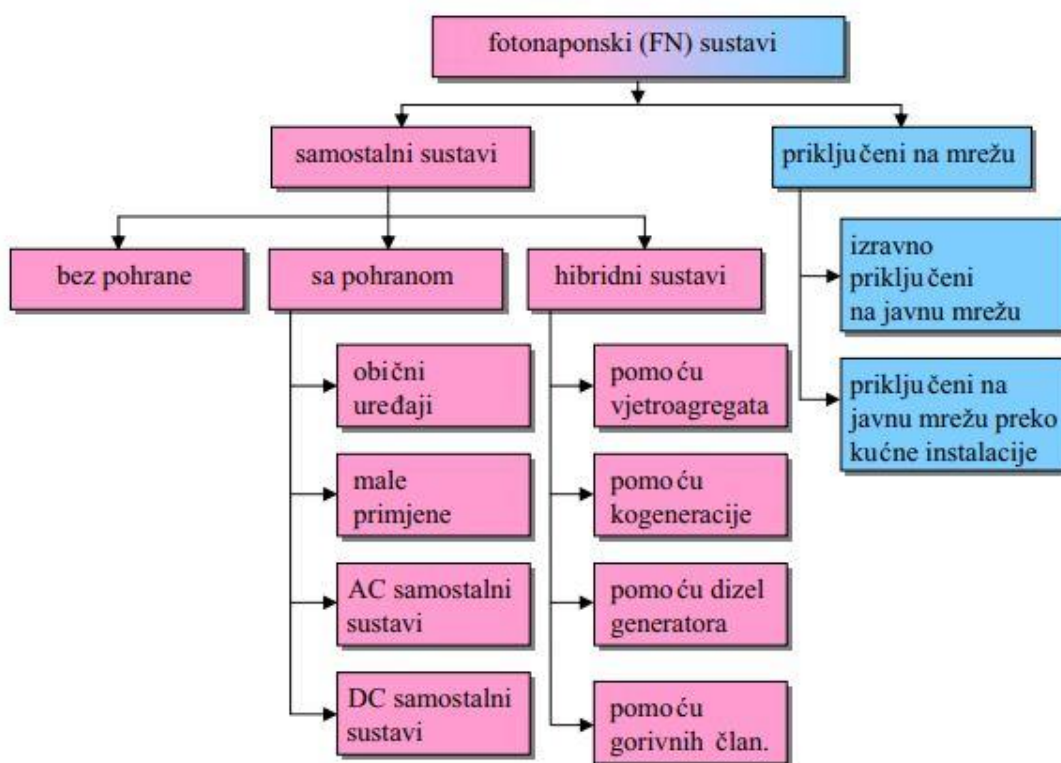 fotonaponski (FN) sustavi
samostalni sustavi
priključeni na mrežu
bez pohrane
sa pohranom
hibridni sustavi
izravno
priključeni
na javnu mrežu
obični
uređaji
pomoću
vjetroagregata
priključeni na
javnu mrežu preko
kućne instalacije
male
primjene
pomoću
kogeneracije
AC samostalni
sustavi
pomoću dizel
generatora
DC samostalni
sustavi
pomoću
gorivnih član.